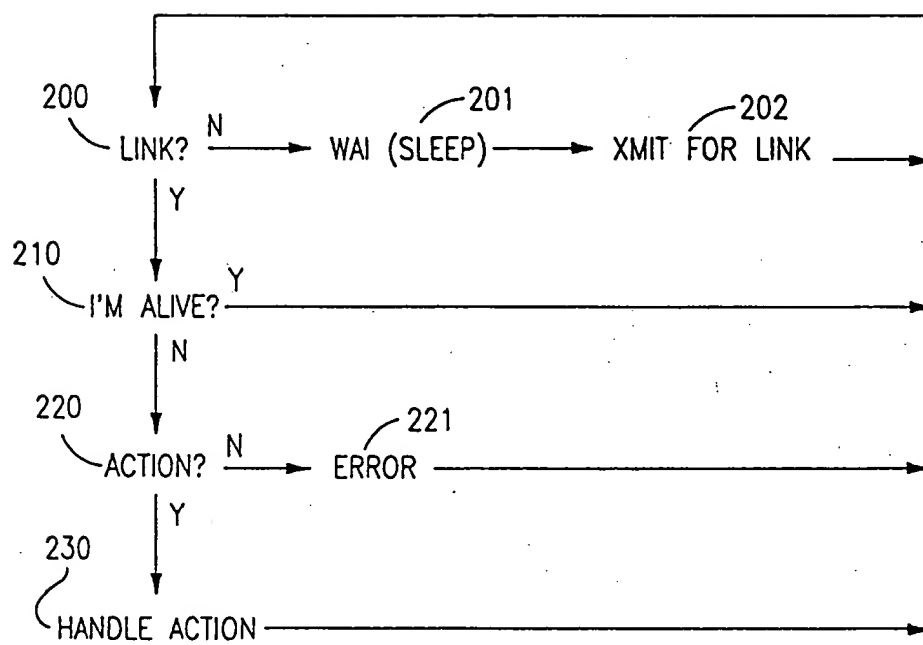 200
201
202
LINK?
N
WAI (SLEEP)
XMIT FOR LINK
Y
210
I'M ALIVE?
Y
N
220
221
ACTION?
N
ERROR
Y
230
HANDLE ACTION